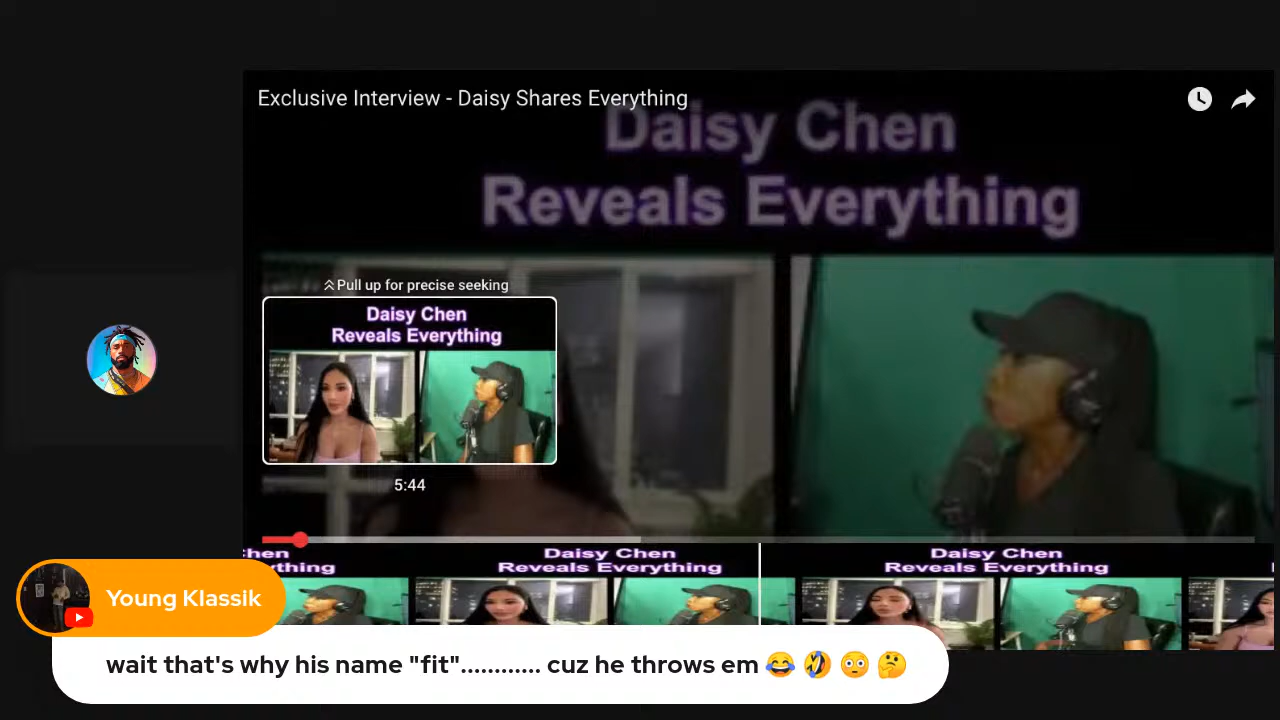 Exclusive Interview - Daisy Shares Everything
Daisy Chen
Reveals Everything
Pull up for precise seeking
Daisy Chen
Reveals Everything
5:44
Chen
Daisy Chen
Daisy Chen
thing
Reveals Everything
Reveals Everything
Young Klassik
wait that's why his name "fit"............ cuz he throws em 😂 🤣 😳 🤔